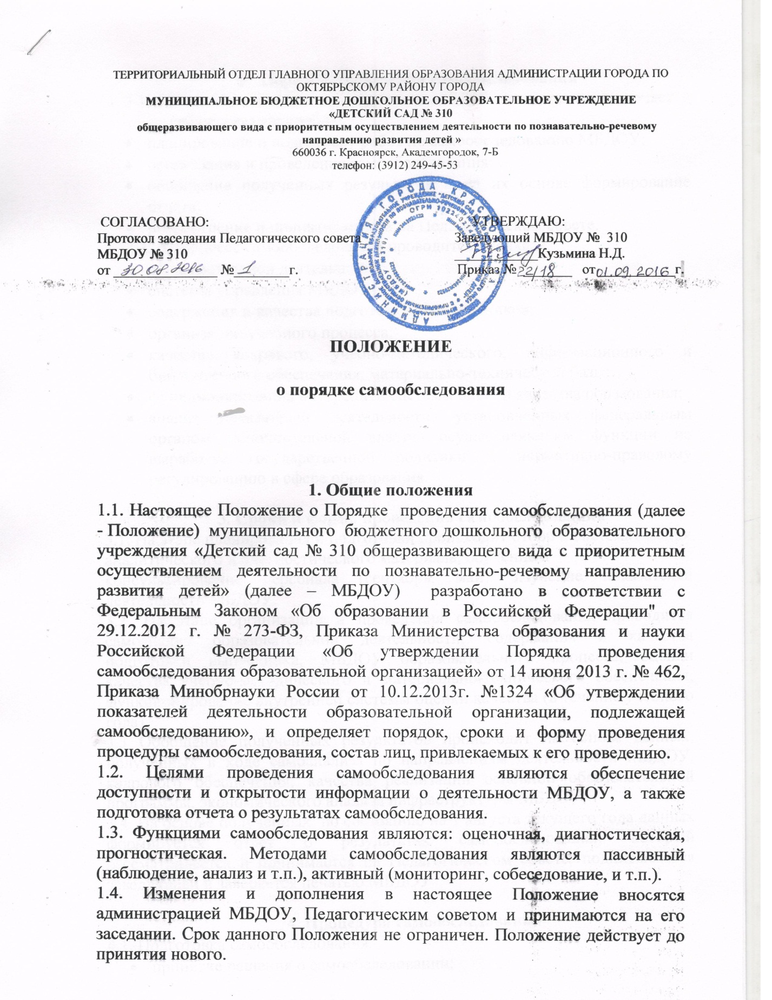 ТЕРРИТОРИАЛЬНЫЙ ОТДЕЛ ГЛАВНОГО УПРАВЛЕНИЯ ОБРАЗОВАНИЯ АДМИНИСТРАЦИИ ГОРОДА ПО
ОКТЯБРЬСКОМУ РАЙОНУ ГОРОДА
МУНИЦИПАЛЬНОЕ БЮДЖЕТНОЕ ДОШКОЛЬНОЕ ОБРАЗОВАТЕЛЬНОЕ УЧРЕЖДЕНИЕ
«ДЕТСКИЙ САД № 310
общеразвивающего вида с приоритетным осуществлением деятельности по познавательно-речевому
направлению развития детей »
660036 г. Красноярск, Академгородок, 7-Б
телефон: (3912) 249-45-53
СОГЛАСОВАНО: УТВЕРЖДАЮ:
Протокол заседания Педагогического совета Заведующий МБДОУ № 310
МБДОУ № 310 Кузьмина Н.Д.
от 30.08.2016 № 1 г. Приказ № 22/18 от 01.09.2016 г.
ПОЛОЖЕНИЕ
о порядке самообследования
1. Общие положения
1.1. Настоящее Положение о Порядке проведения самообследования (далее
- Положение) муниципального бюджетного дошкольного образовательного
учреждения «Детский сад № 310 общеразвивающего вида с приоритетным
осуществлением деятельности по познавательно-речевому направлению
развития детей» (далее – МБДОУ) разработано в соответствии с
Федеральным Законом «Об образовании в Российской Федерации" от
29.12.2012 г. № 273-ФЗ, Приказа Министерства образования и науки
Российской Федерации «Об утверждении Порядка проведения
самообследования образовательной организацией» от 14 июня 2013 г. № 462,
Приказа Минобрнауки России от 10.12.2013г. №1324 «Об утверждении
показателей деятельности образовательной организации, подлежащей
самообследованию», и определяет порядок, сроки и форму проведения
процедуры самообследования, состав лиц, привлекаемых к его проведению.
1.2. Целями проведения самообследования являются обеспечение
доступности и открытости информации о деятельности МБДОУ, а также
подготовка отчета о результатах самообследования.
1.3. Функциями самообследования являются: оценочная, диагностическая,
прогностическая. Методами самообследования являются пассивный
(наблюдение, анализ и т.п.), активный (мониторинг, собеседование, и т.п.).
1.4. Изменения и дополнения в настоящее Положение вносятся
администрацией МБДОУ, Педагогическим советом и принимаются на его
заседании. Срок данного Положения не ограничен. Положение действует до
принятия нового.